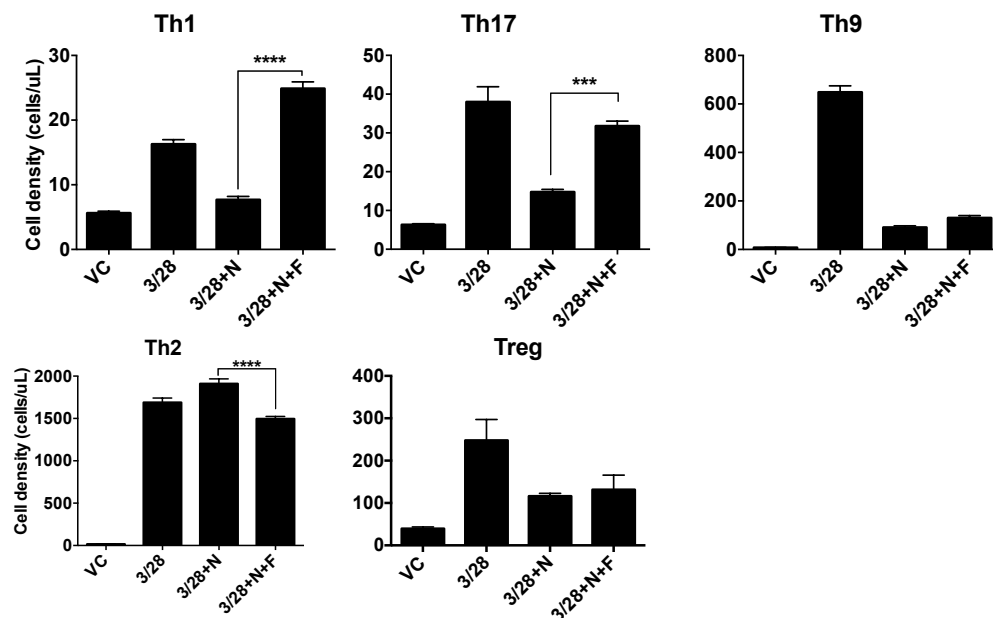 Th1
Cell density (cells/uL)
30
20
10
0
****
VC
3/28
3/28+N
3/28+N+F
Th17
50
40
30
20
10
0
***
VC
3/28
3/28+N
3/28+N+F
Th9
800
600
400
200
0
VC
3/28
3/28+N
3/28+N+F
Th2
Cell density (cells/uL)
2000
1500
1000
500
0
****
VC
3/28
3/28+N
3/28+N+F
Treg
400
300
200
100
0
VC
3/28
3/28+N
3/28+N+F